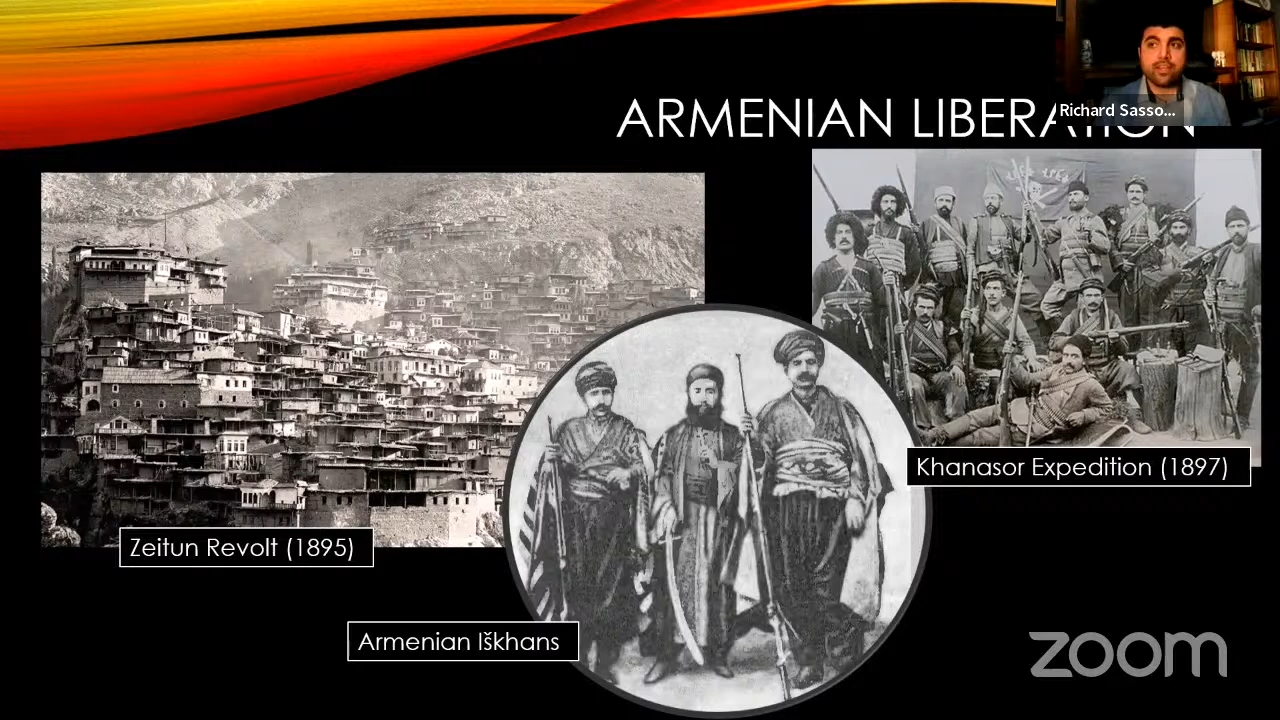 Richard Sasso...
ARMENIAN LIBERATION
Khanasor Expedition (1897)
Zeitun Revolt (1895)
Armenian Iškhans
zoom